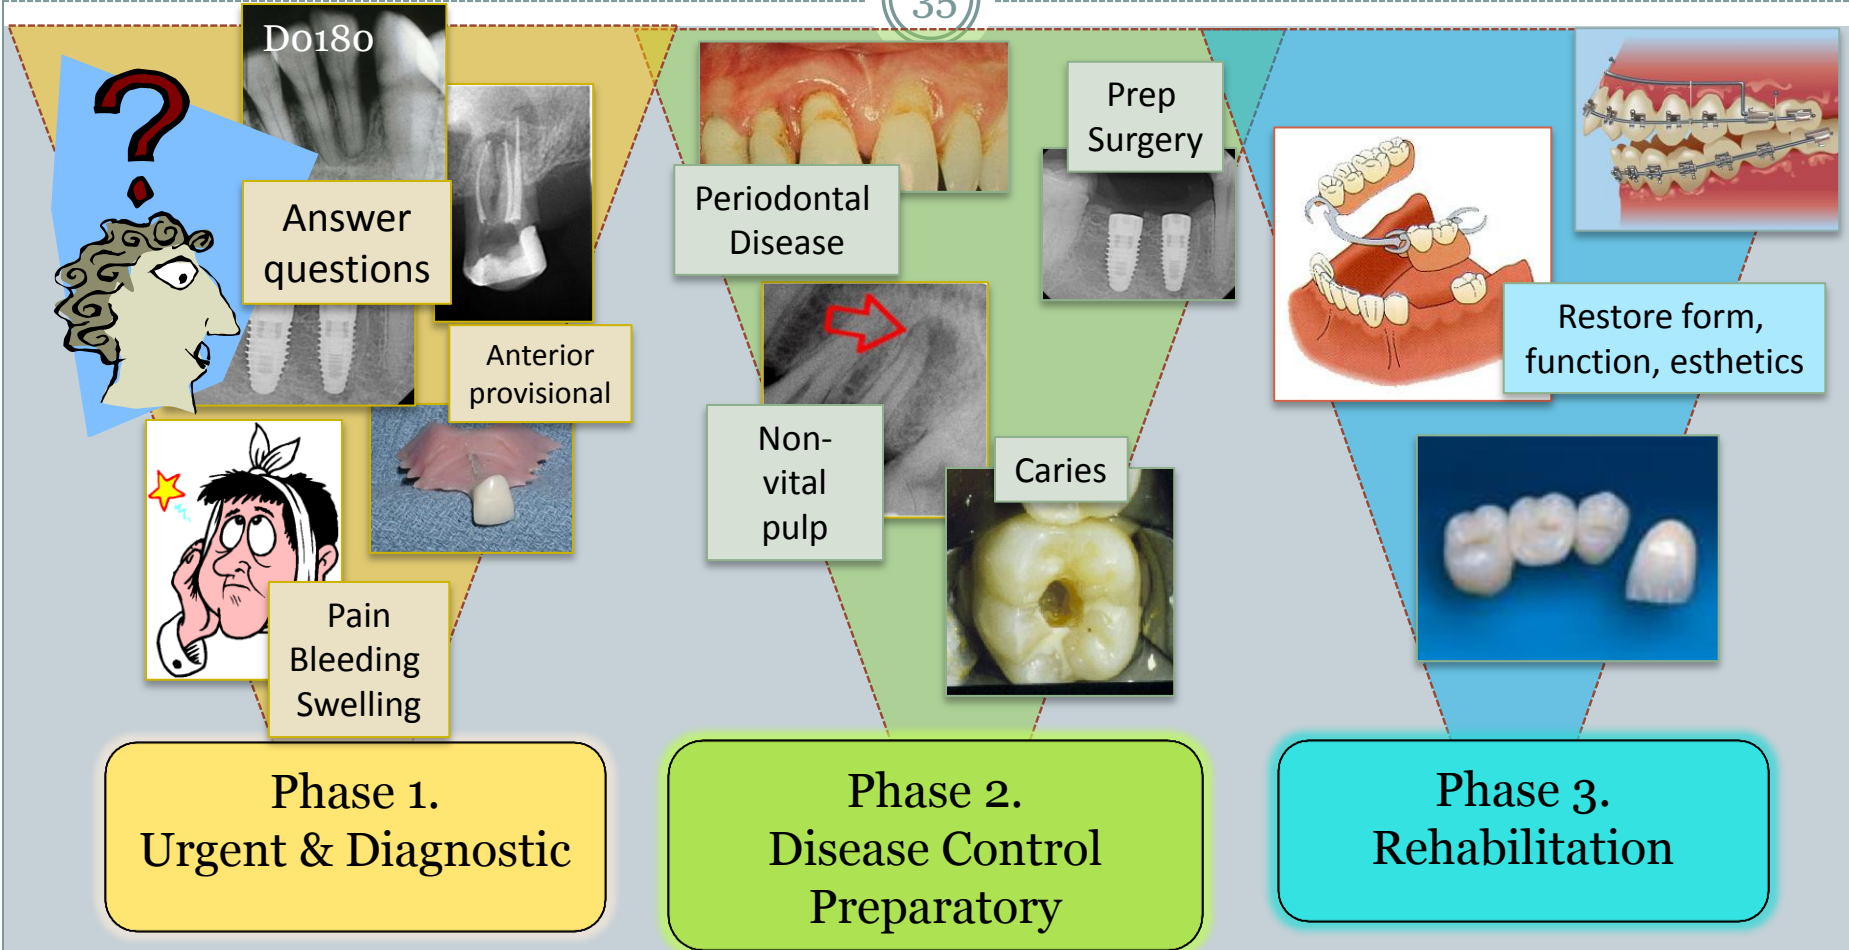 35
D0180
?
Answer
questions
Anterior
provisional
Pain
Bleeding
Swelling
Phase 1.
Urgent & Diagnostic
Periodontal
Disease
Prep
Surgery
Non-
vital
pulp
Caries
Phase 2.
Disease Control
Preparatory
Restore form,
function, esthetics
Phase 3.
Rehabilitation